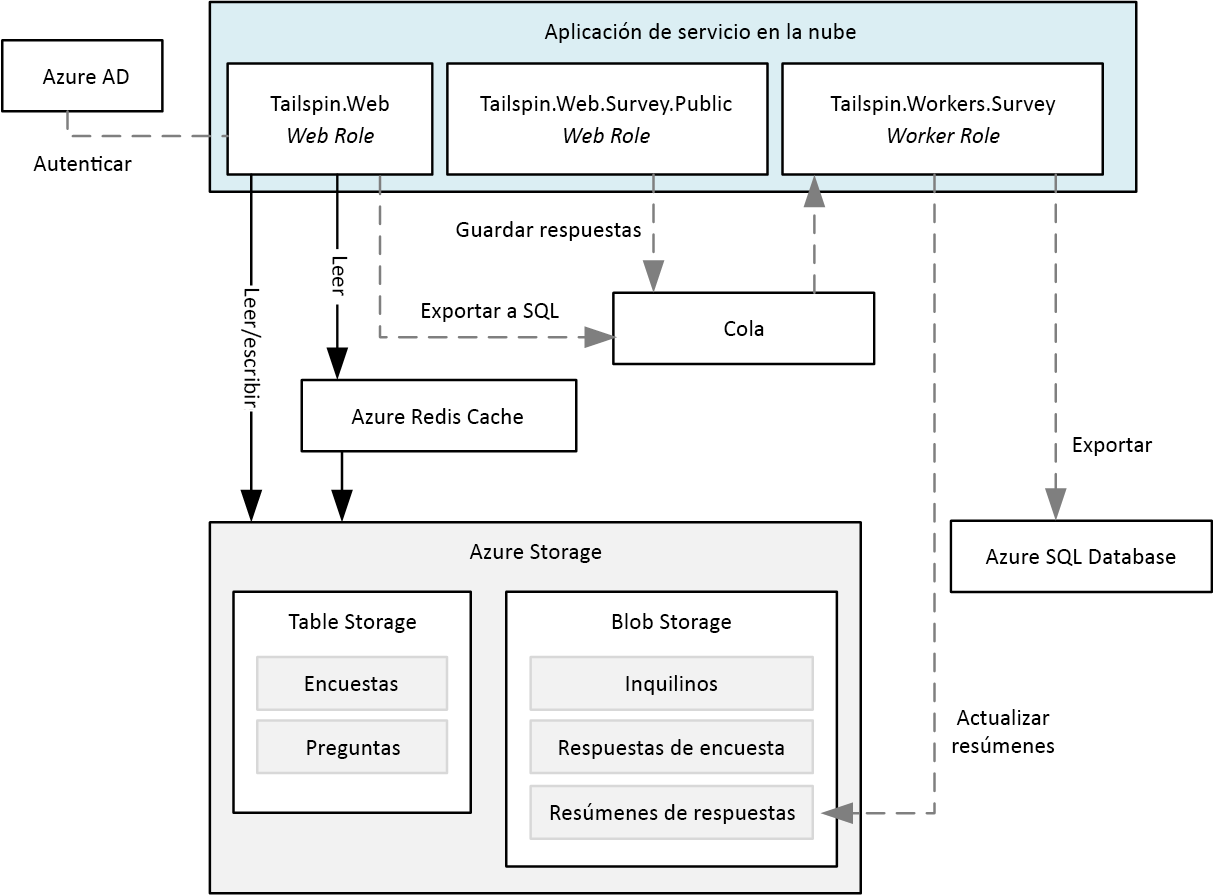 Aplicación de servicio en la nube
Azure AD
Tailspin.Web
Web Role
Tailspin.Web.Survey.Public
Web Role
Tailspin.Workers.Survey
Worker Role
Autenticar
Guardar respuestas
Leer
Leer/escribir
Exportar a SQL
Cola
Azure Redis Cache
Exportar
Azure Storage
Azure SQL Database
Table Storage
Encuestas
Preguntas
Blob Storage
Inquilinos
Respuestas de encuesta
Resúmenes de respuestas
Actualizar
resúmenes